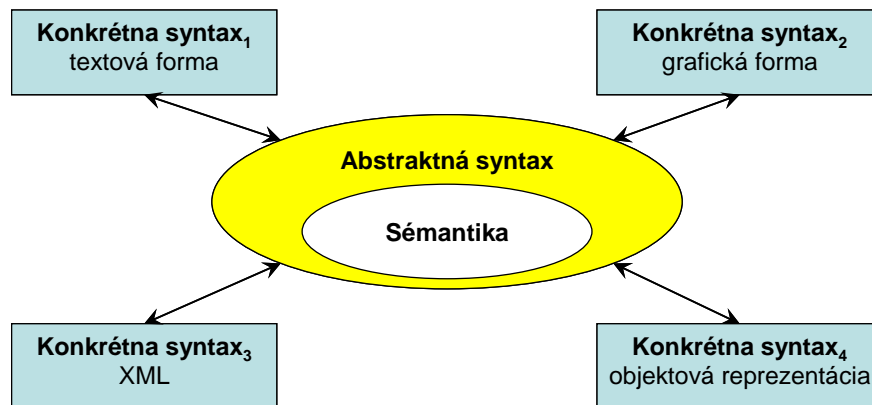 Konkrétna syntax1
textová forma
Konkrétna syntax2
grafická forma
Abstraktná syntax
Sémantika
Konkrétna syntax3
XML
Konkrétna syntax4
objektová reprezentácia